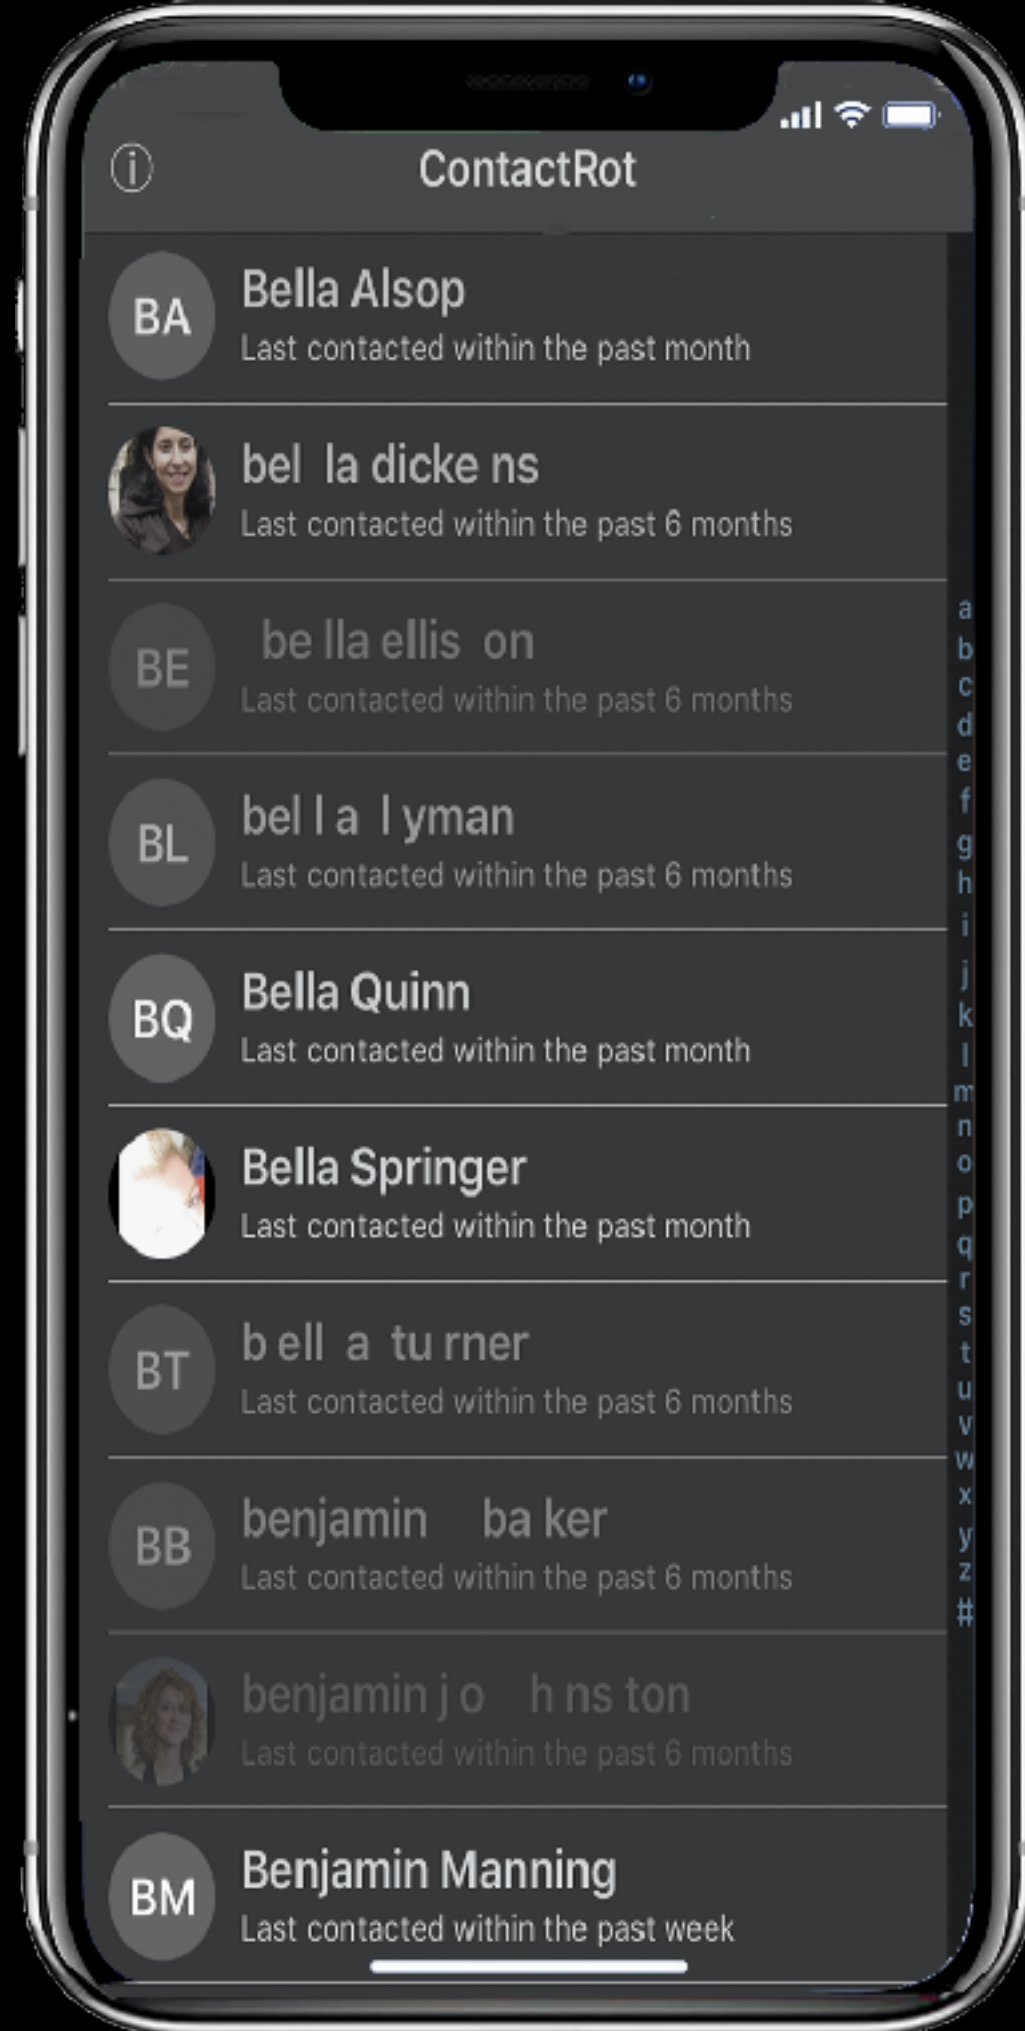 ⓘ
ContactRot
BA
Bella Alsop
Last contacted within the past month
bel  la dicke ns
Last contacted within the past 6 months
BE
be lla ellis  on
Last contacted within the past 6 months
BL
bel l a  l yman
Last contacted within the past 6 months
BQ
Bella Quinn
Last contacted within the past month
Bella Springer
Last contacted within the past month
BT
b ell  a  tu rner
Last contacted within the past 6 months
BB
benjamin    ba ker
Last contacted within the past 6 months
benjamin j o   h ns ton
Last contacted within the past 6 months
BM
Benjamin Manning
Last contacted within the past week
a
b
c
d
e
f
g
h
i
j
k
l
m
n
o
p
q
r
s
t
u
v
w
x
y
z
#